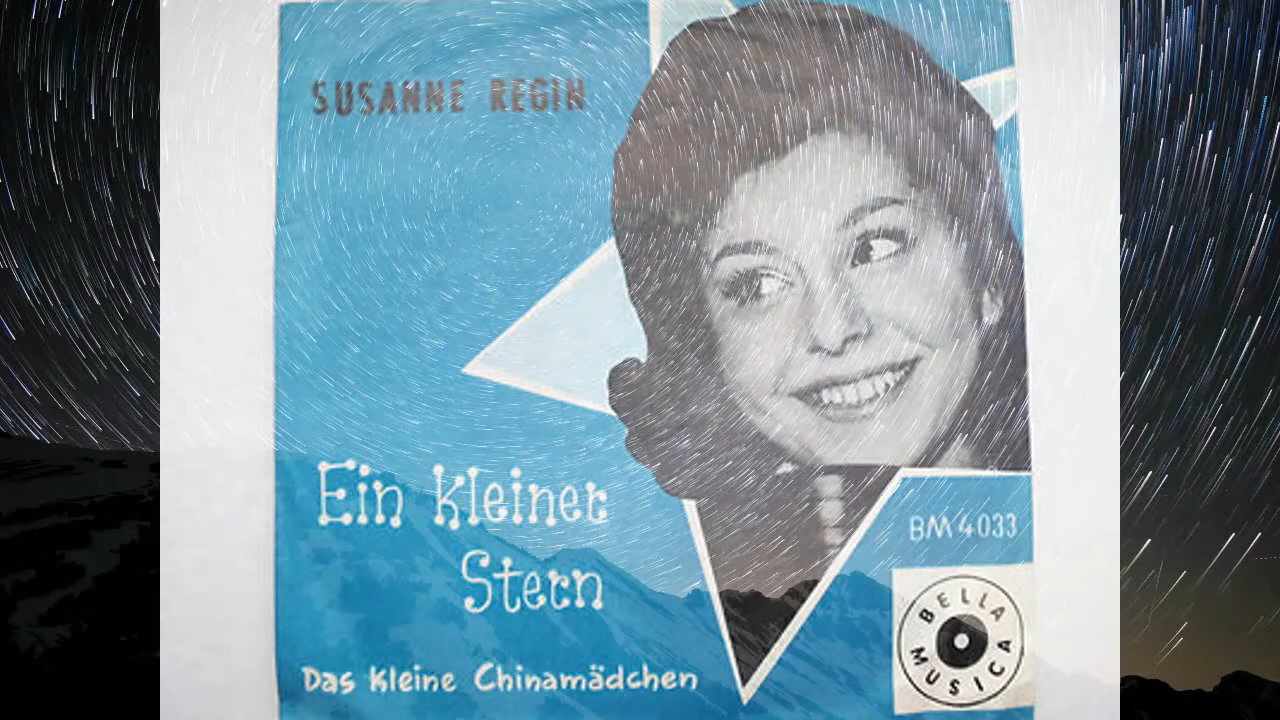 SUSANNE REGIN
Ein kleiner
Stern
Das kleine Chinamädchen
BM 4033
BELLA
MUSICA